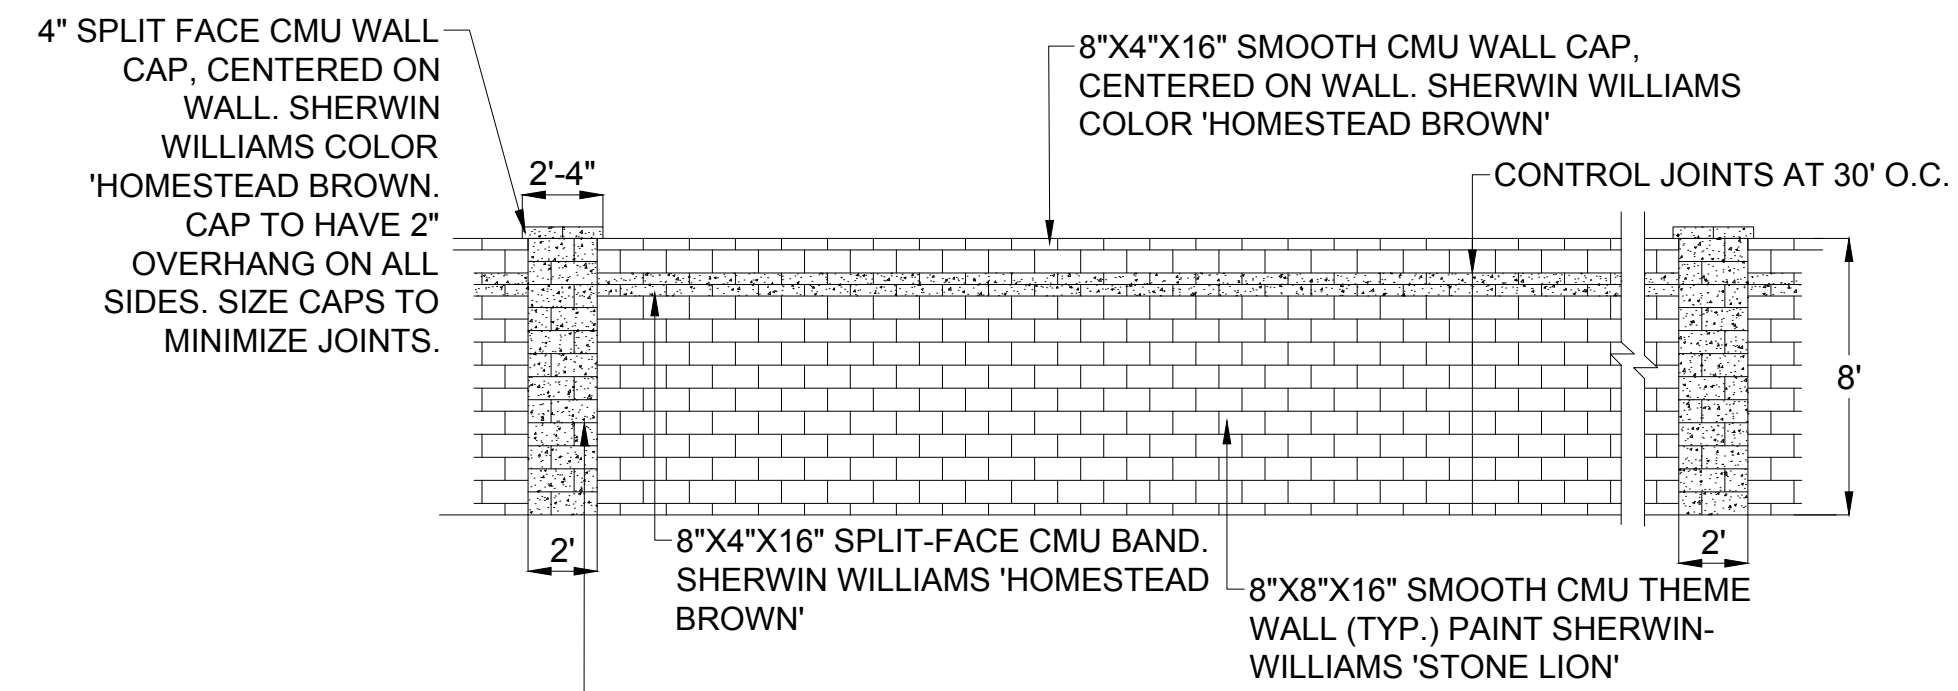 4" SPLIT FACE CMU WALL
CAP, CENTERED ON
WALL. SHERWIN
WILLIAMS COLOR
'HOMESTEAD BROWN.
CAP TO HAVE 2"
OVERHANG ON ALL
SIDES. SIZE CAPS TO
MINIMIZE JOINTS.
2'-4"
8"X4"X16" SMOOTH CMU WALL CAP,
CENTERED ON WALL. SHERWIN WILLIAMS
COLOR 'HOMESTEAD BROWN'
CONTROL JOINTS AT 30' O.C.
8'
2'
8"X4"X16" SPLIT-FACE CMU BAND.
SHERWIN WILLIAMS 'HOMESTEAD
BROWN'
2'
8"X8"X16" SMOOTH CMU THEME
WALL (TYP.) PAINT SHERWIN-
WILLIAMS 'STONE LION'